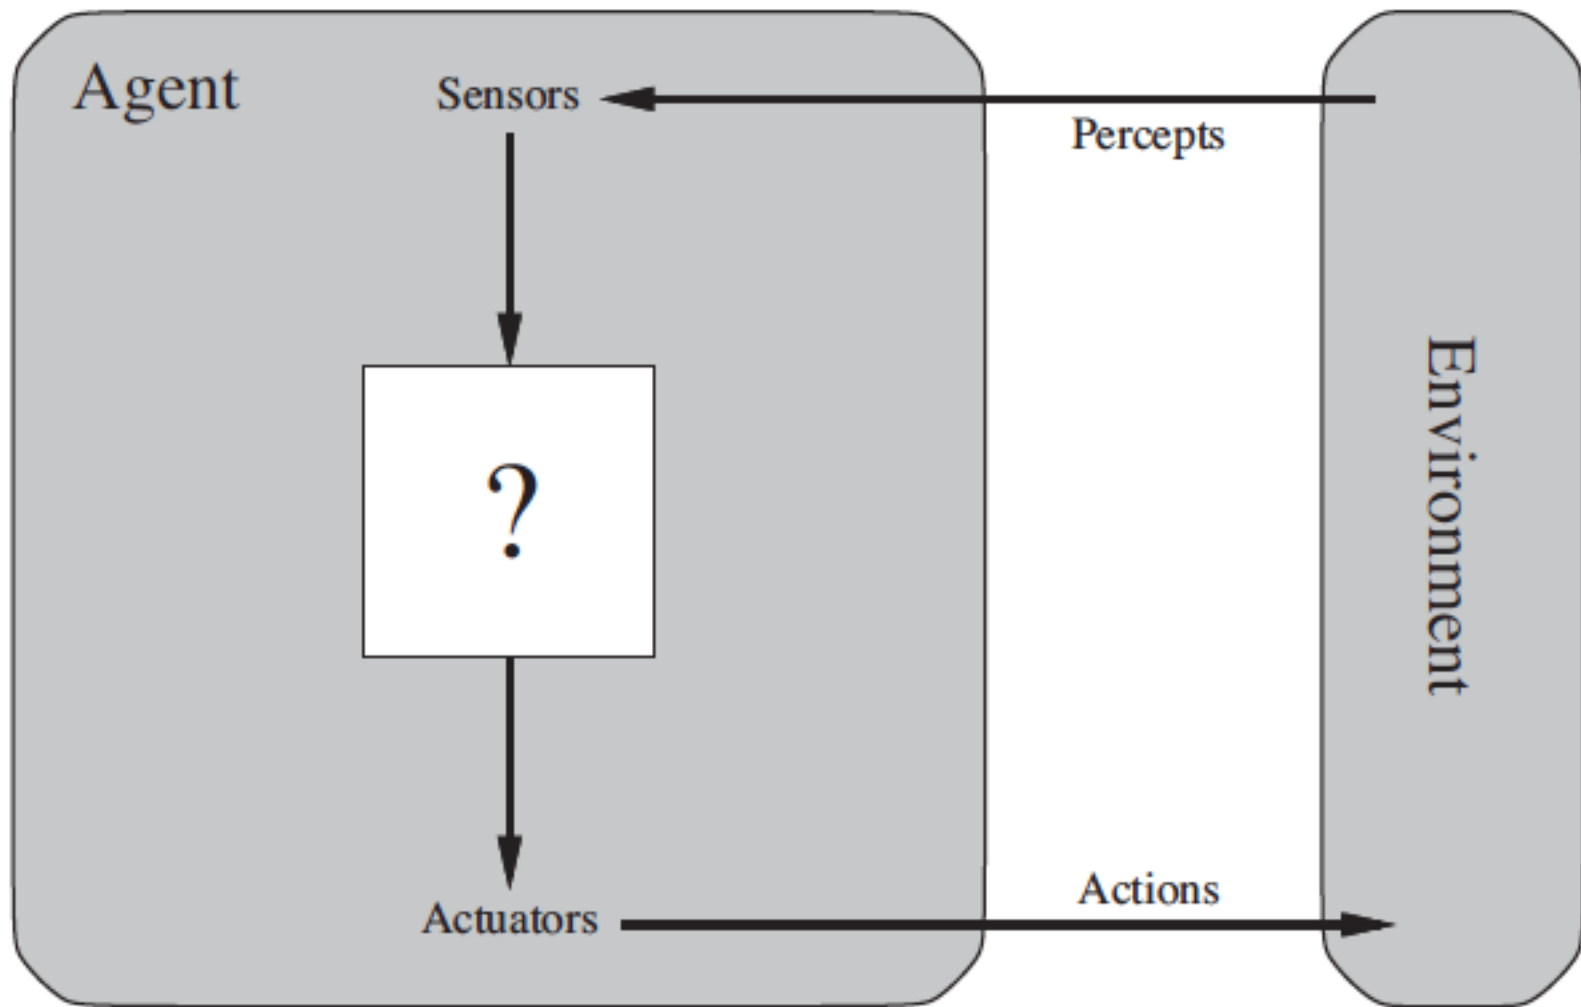 Agent
Sensors
Percepts
?
Environment
Actions
Actuators